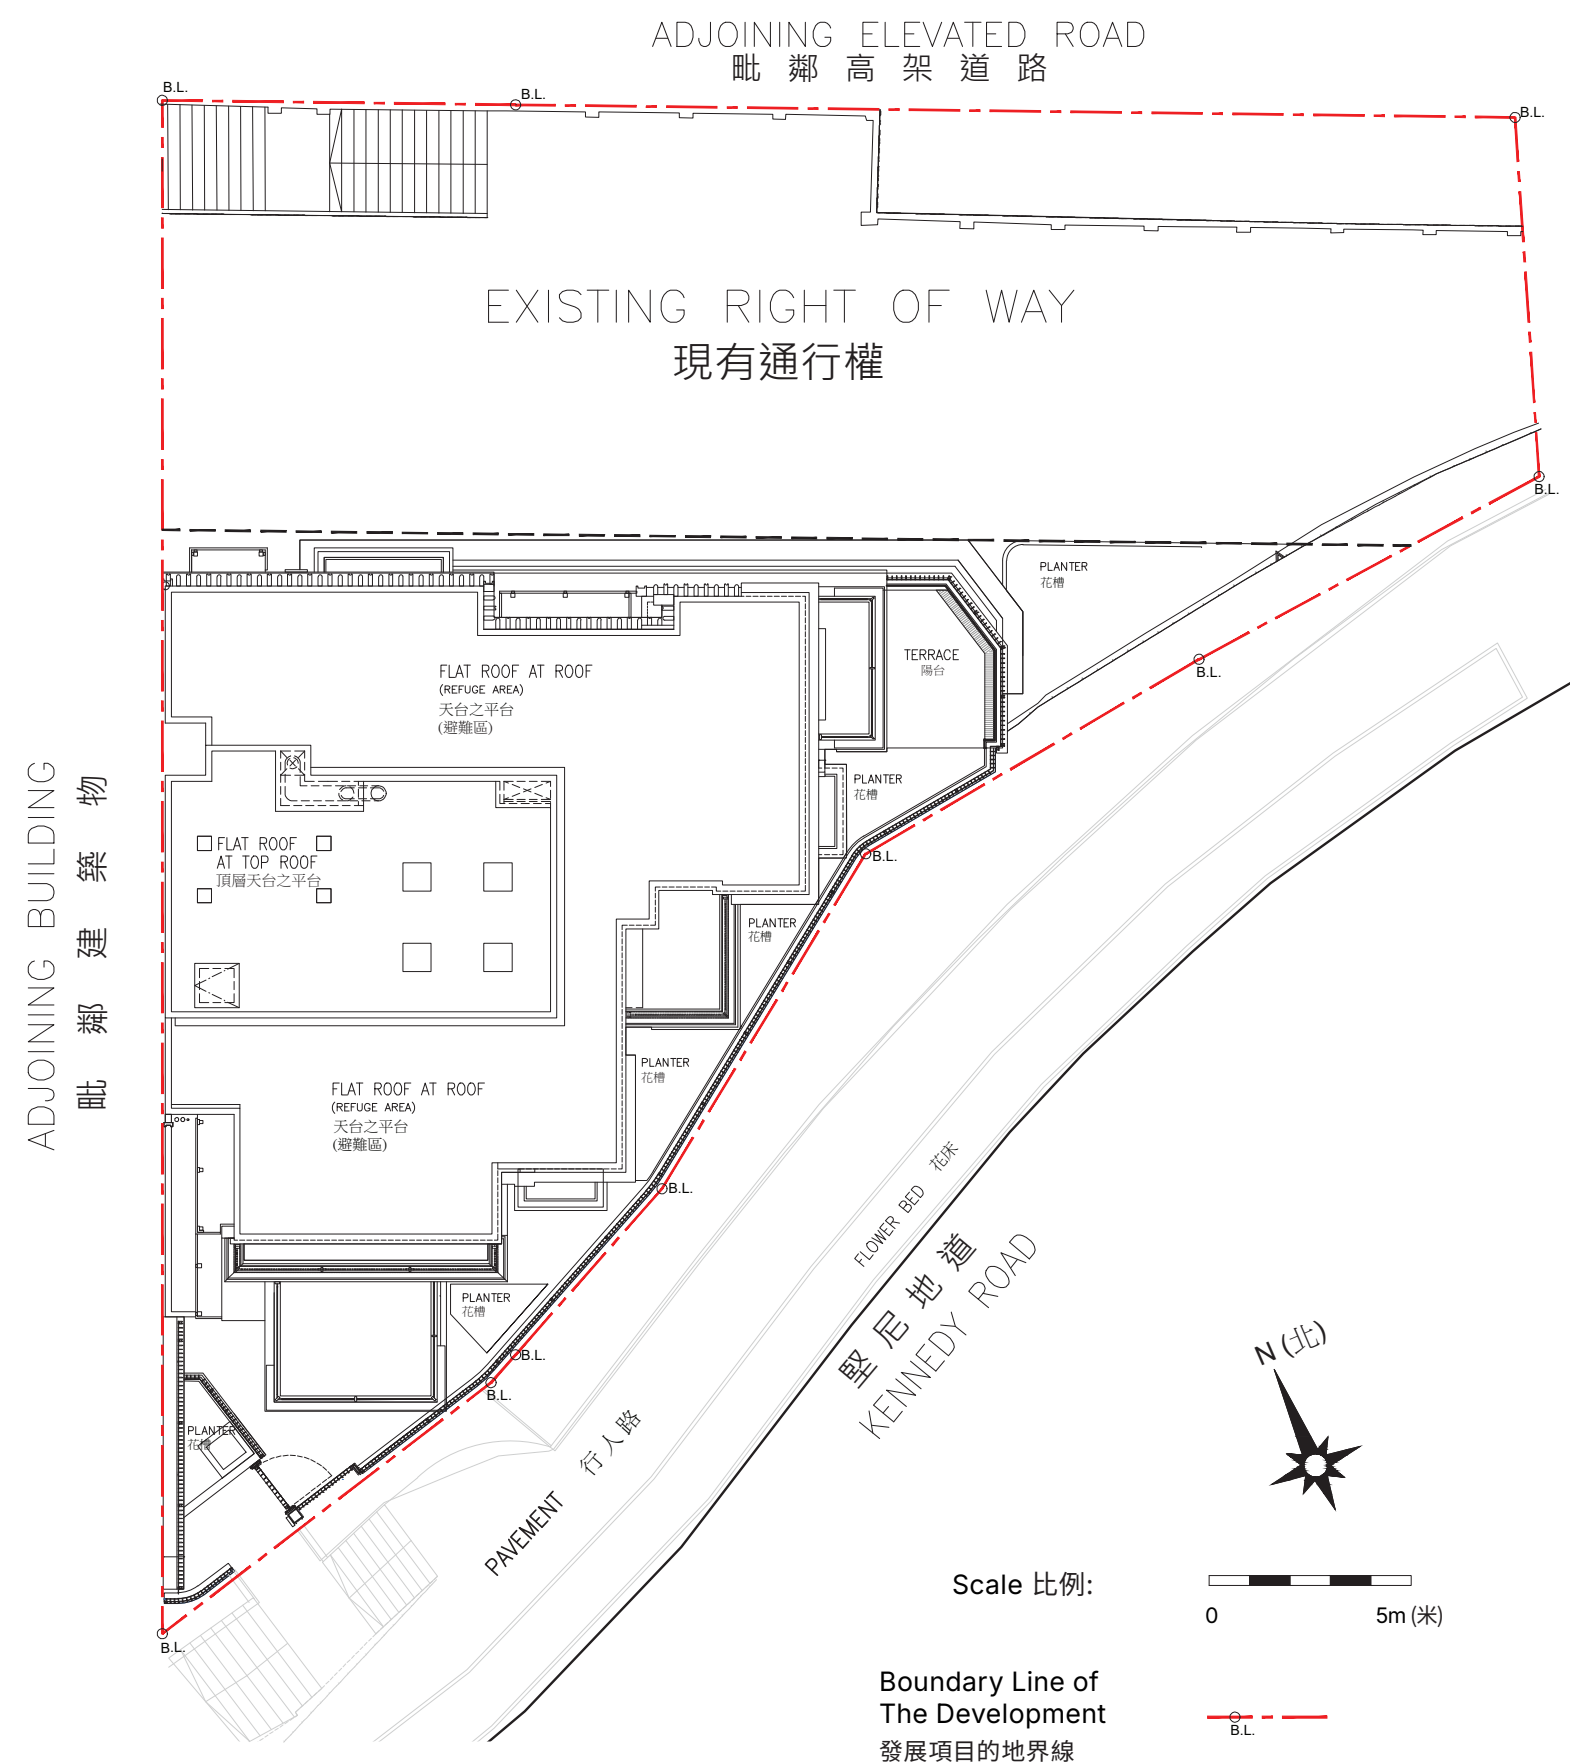 ADJOINING ELEVATED ROAD
毗鄰高架道路
B.L.
B.L.
B.L.
EXISTING RIGHT OF WAY
現有通行權
B.L.
PLANTER
花槽
TERRACE
陽台
B.L.
FLAT ROOF AT ROOF
(REFUGE AREA)
天台之平台
(避難區)
PLANTER
花槽
B.L.
ADJOINING BUILDING
毗鄰建築物
FLAT ROOF
AT TOP ROOF
頂層天台之平台
PLANTER
花槽
PLANTER
花槽
FLAT ROOF AT ROOF
(REFUGE AREA)
天台之平台
(避難區)
B.L.
FLOWER BED 花床
堅尼地道
KENNEDY ROAD
PLANTER
花槽
B.L.
B.L.
PLANTER
花槽
PAVEMENT 行人路
B.L.
N (北)
Scale 比例:
0 5m (米)
Boundary Line of
The Development
發展項目的地界線
B.L.